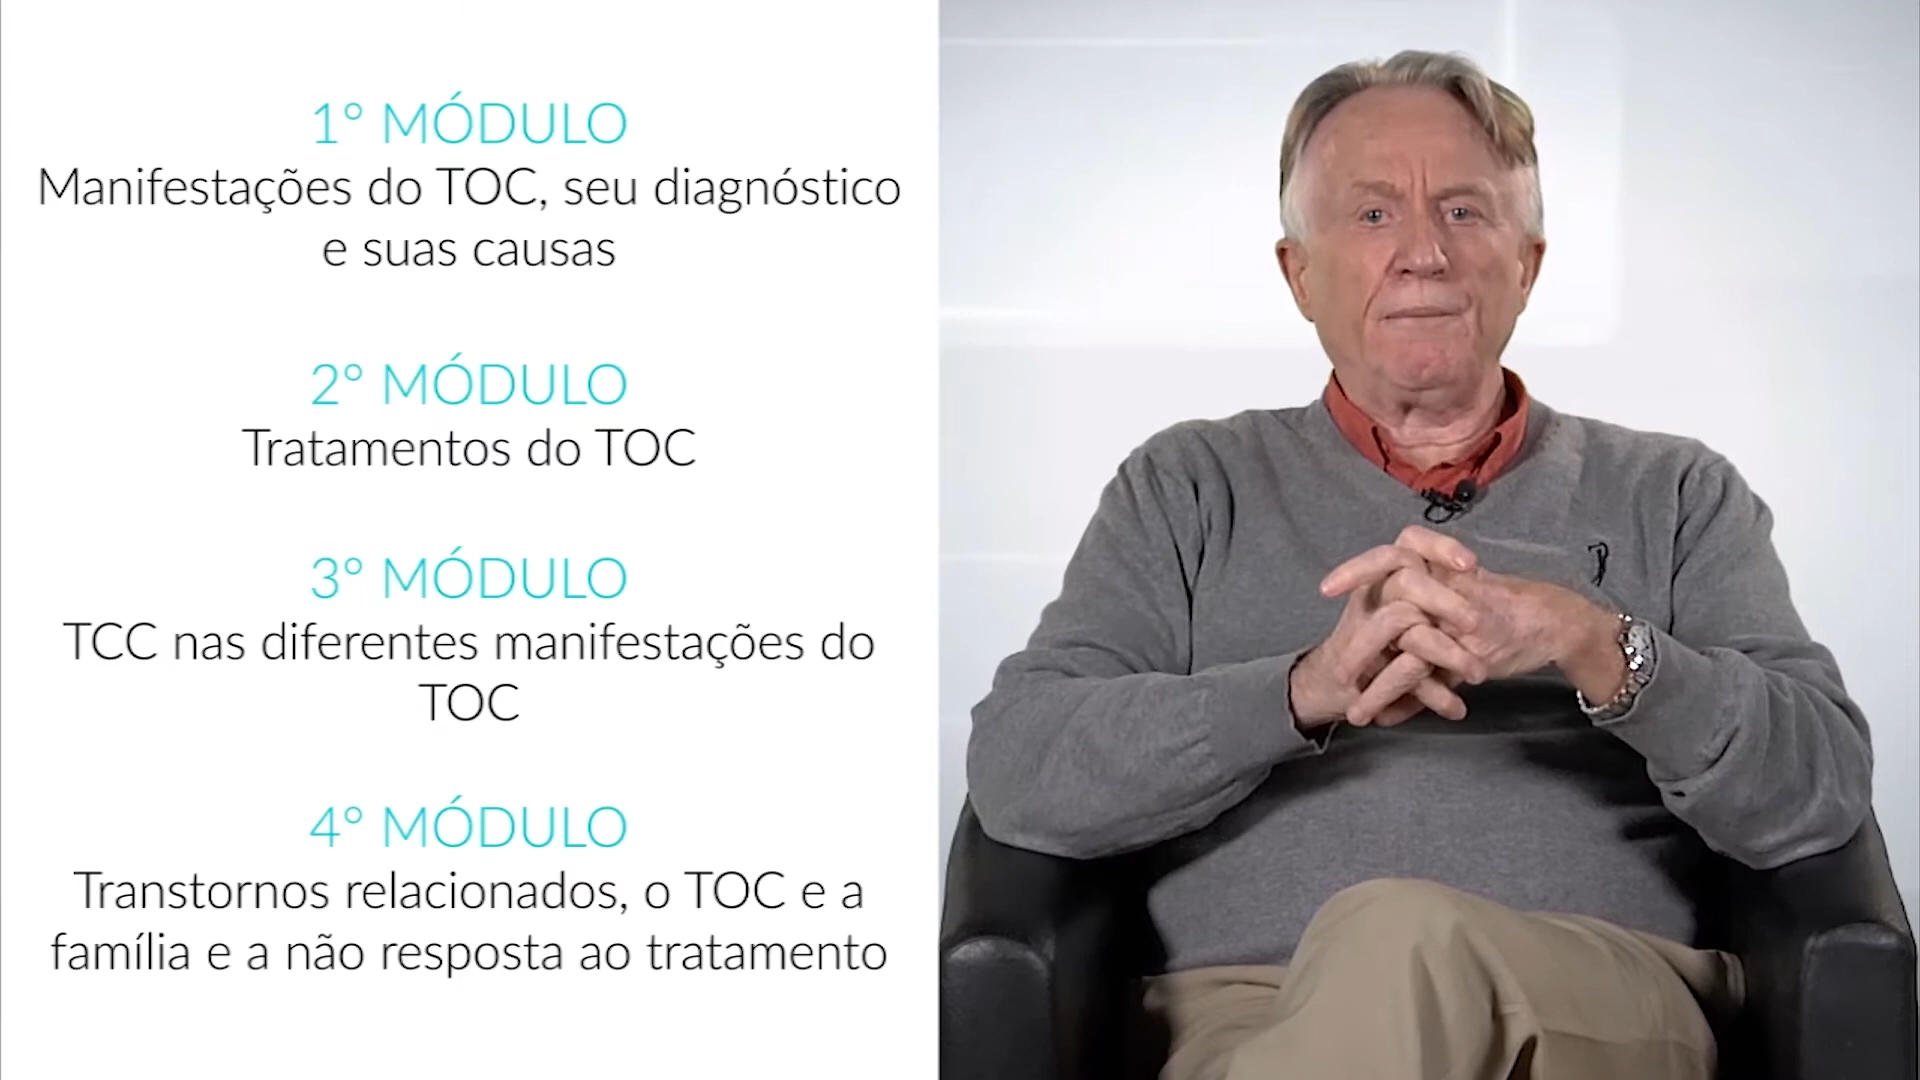 1° MÓDULO
Manifestações do TOC, seu diagnóstico
e suas causas
2° MÓDULO
Tratamentos do TOC
3° MÓDULO
TCC nas diferentes manifestações do
TOC
4° MÓDULO
Transtornos relacionados, o TOC e a
família e a não resposta ao tratamento